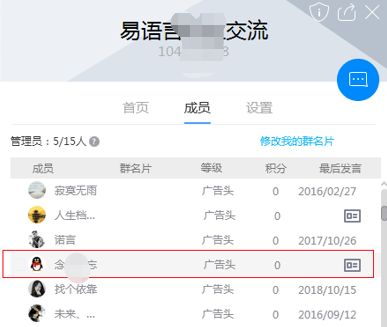 易语言 交流
104 3
首页 成员 设置
管理员：5/15人 ?
修改我的群名片
成员 群名片 等级 积分 最后发言
寂寞无雨 广告头 0 2016/02/27
人生档... 广告头 0
诺言 广告头 0 2017/10/26
念 忘 广告头 0
找个依靠 广告头 0 2018/10/15
未来、... 广告头 0 2016/09/12